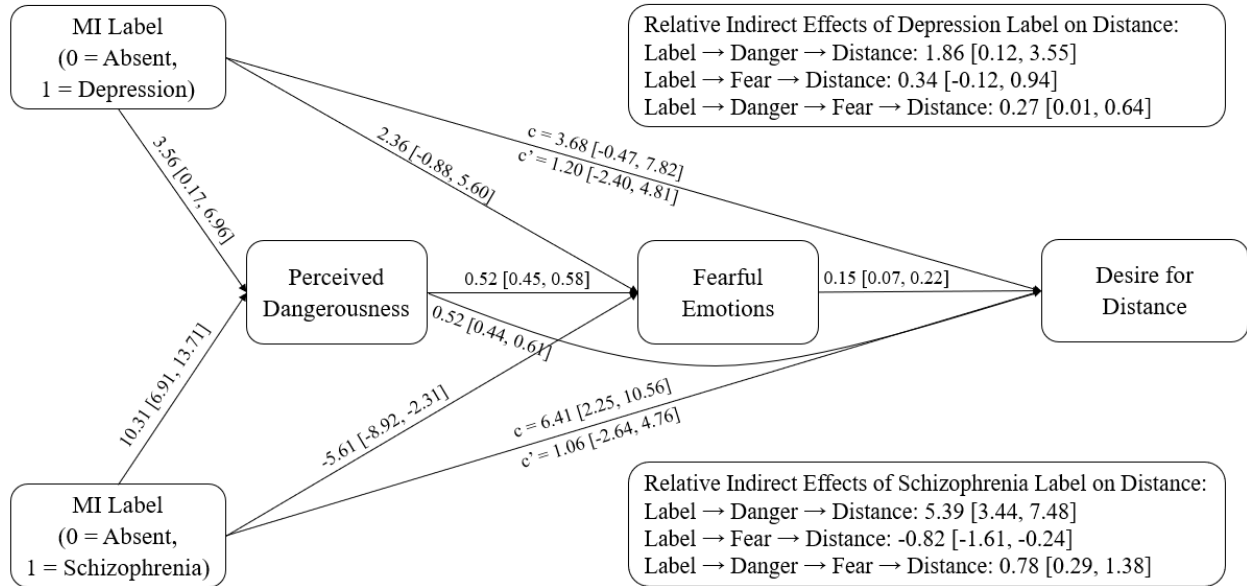 MI Label
(0 = Absent,
1 = Depression)
Relative Indirect Effects of Depression Label on Distance:
Label → Danger → Distance: 1.86 [0.12, 3.55]
Label → Fear → Distance: 0.34 [-0.12, 0.94]
Label → Danger → Fear → Distance: 0.27 [0.01, 0.64]
3.56 [0.17, 6.96]
2.36 [-0.88, 5.60]
c = 3.68 [-0.47, 7.82]
c’ = 1.20 [-2.40, 4.81]
Perceived
Dangerousness
0.52 [0.45, 0.58]
Fearful
Emotions
0.15 [0.07, 0.22]
Desire for
Distance
0.52 [0.44, 0.61]
10.31 [6.91, 13.71]
-5.61 [-8.92, -2.31]
c = 6.41 [2.25, 10.56]
c’ = 1.06 [-2.64, 4.76]
MI Label
(0 = Absent,
1 = Schizophrenia)
Relative Indirect Effects of Schizophrenia Label on Distance:
Label → Danger → Distance: 5.39 [3.44, 7.48]
Label → Fear → Distance: -0.82 [-1.61, -0.24]
Label → Danger → Fear → Distance: 0.78 [0.29, 1.38]